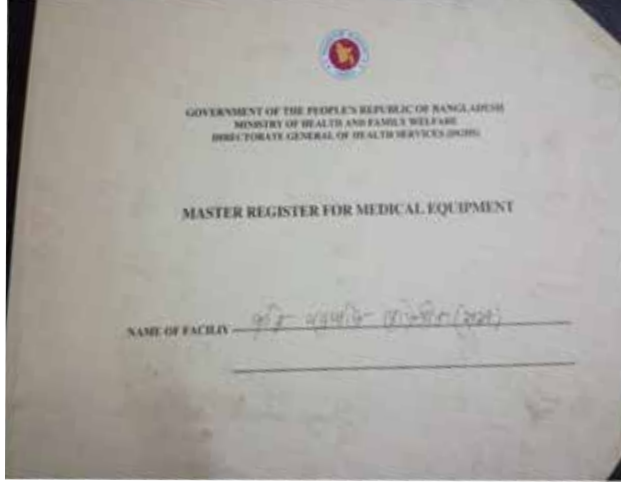 GOVERNMENT OF THE PEOPLE'S REPUBLIC OF BANGLADESH
MINISTRY OF HEALTH AND FAMILY WELFARE
DIRECTORATE GENERAL OF HEALTH SERVICES (DGHS)
MASTER REGISTER FOR MEDICAL EQUIPMENT
NAME OF FACILIY